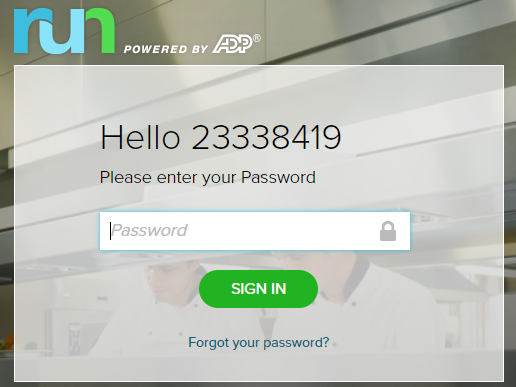 run POWERED BY ADP®
Hello 23338419
Please enter your Password
Password
SIGN IN
Forgot your password?